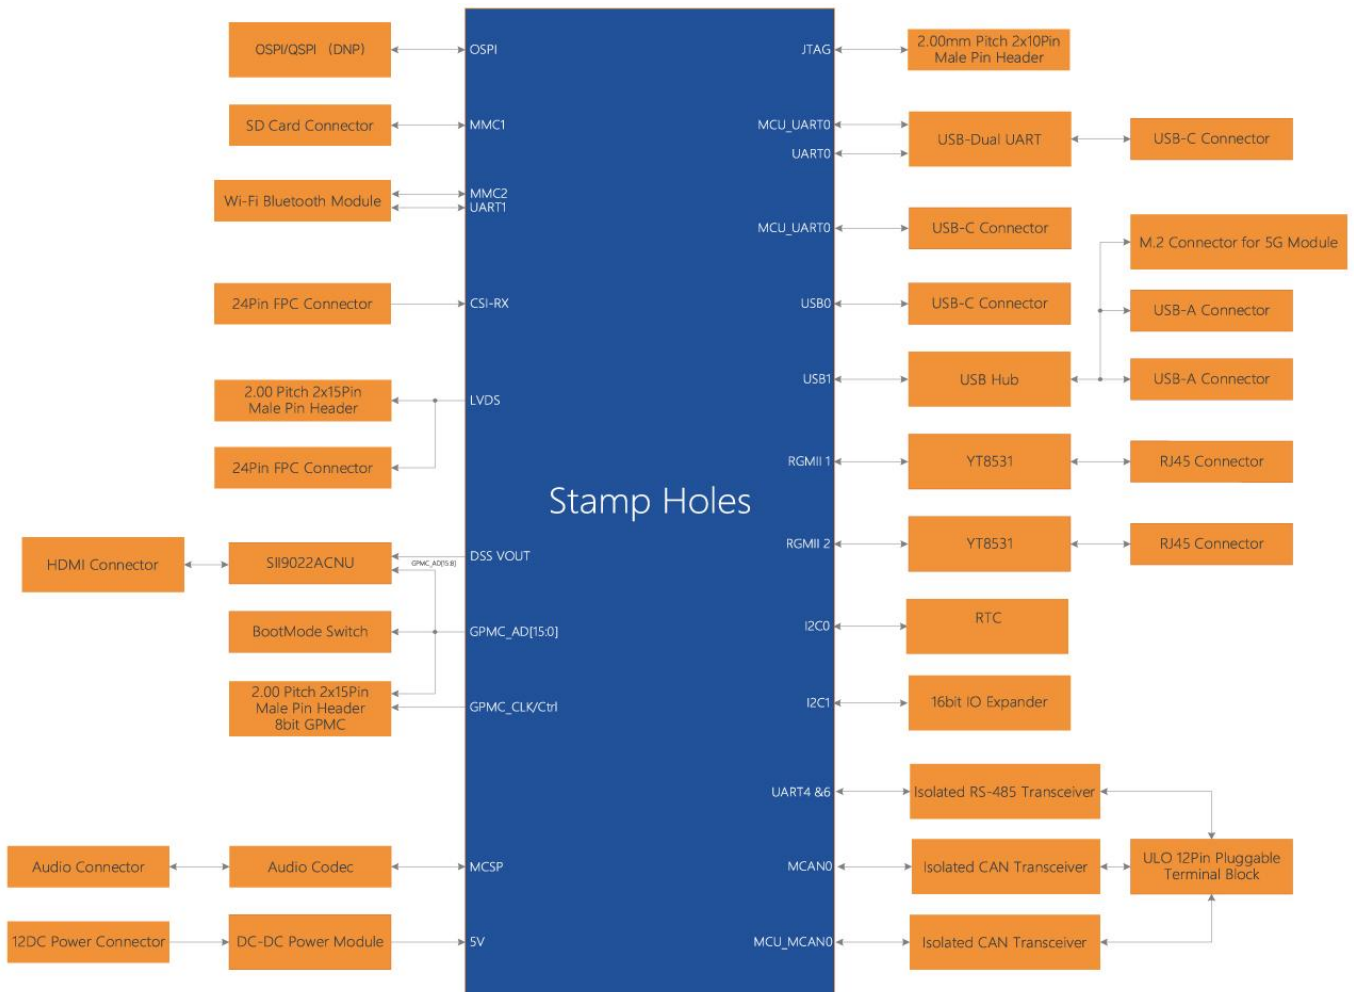 OSPI/QSPI （DNP）
OSPI
SD Card Connector
MMC1
Wi-Fi Bluetooth Module
MMC2
UART1
24Pin FPC Connector
CSI-RX
2.00 Pitch 2x15Pin
Male Pin Header
LVDS
24Pin FPC Connector
HDMI Connector
SII9022ACNU
DSS VOUT
GPMC_AD[15:8]
BootMode Switch
GPMC_AD[15:0]
2.00 Pitch 2x15Pin
Male Pin Header
8bit GPMC
GPMC_CLK/Ctrl
Audio Connector
Audio Codec
MCSP
12DC Power Connector
DC-DC Power Module
5V
Stamp Holes
JTAG
2.00mm Pitch 2x10Pin
Male Pin Header
MCU_UART0
UART0
USB-Dual UART
USB-C Connector
MCU_UART0
USB-C Connector
M.2 Connector for 5G Module
USB0
USB-C Connector
USB-A Connector
USB1
USB Hub
USB-A Connector
RGMII 1
YT8531
RJ45 Connector
RGMII 2
YT8531
RJ45 Connector
I2C0
RTC
I2C1
16bit IO Expander
UART4 &6
Isolated RS-485 Transceiver
MCAN0
Isolated CAN Transceiver
ULO 12Pin Pluggable
Terminal Block
MCU_MCAN0
Isolated CAN Transceiver